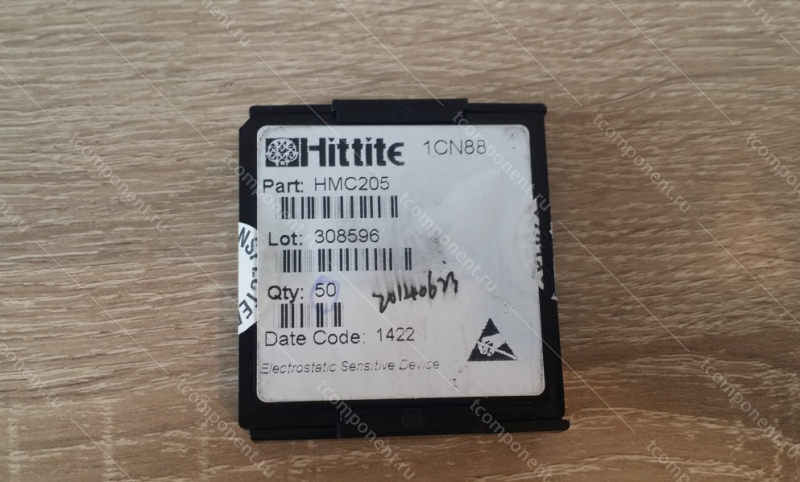 Hittite 1CN88
Part: HMC205
Lot: 308596
Qty: 50
Date Code: 1422
Electrostatic Sensitive Device
tcomponent.ru